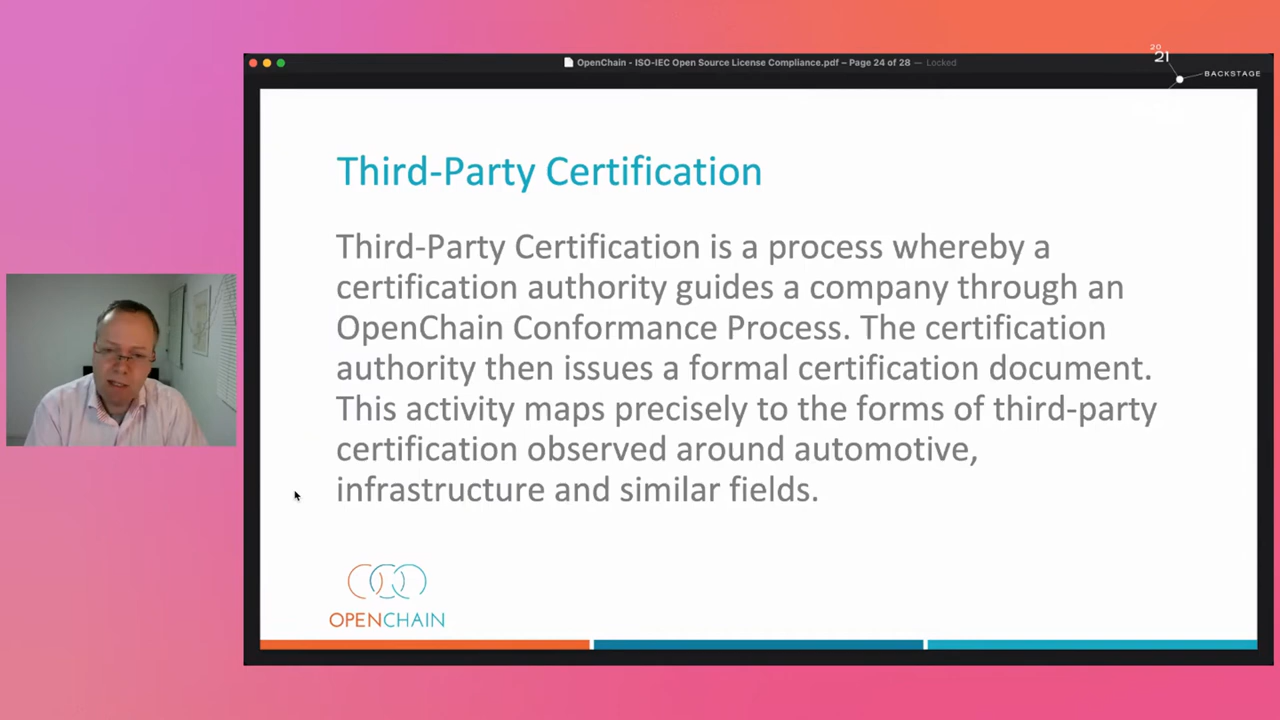 OpenChain - ISO-IEC Open Source License Compliance.pdf – Page 24 of 28 — Locked
20
21
BACKSTAGE
Third-Party Certification
Third-Party Certification is a process whereby a
certification authority guides a company through an
OpenChain Conformance Process. The certification
authority then issues a formal certification document.
This activity maps precisely to the forms of third-party
certification observed around automotive,
infrastructure and similar fields.
OPENCHAIN